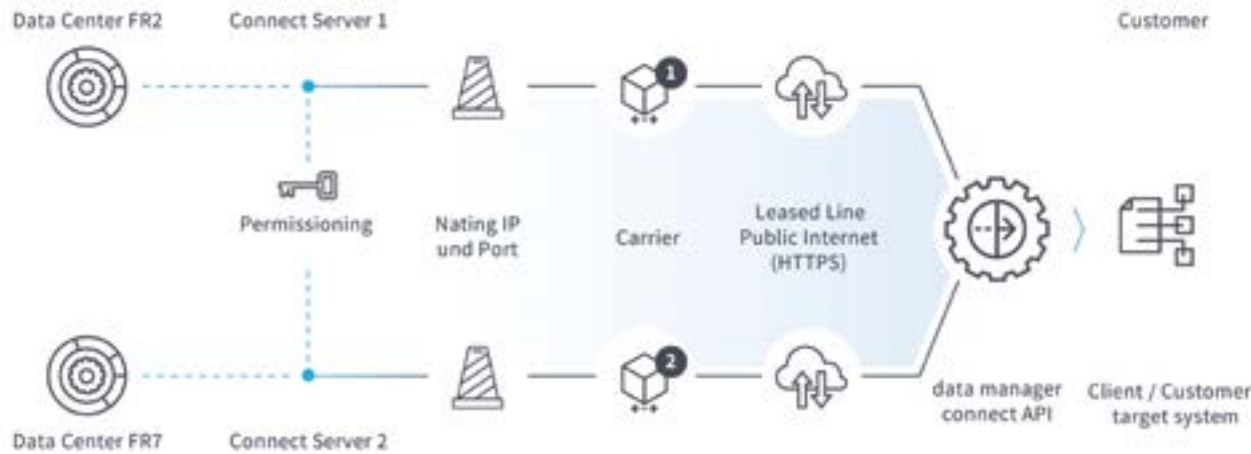 Data Center FR2
Connect Server 1
Customer
1
Permissioning
Nating IP
und Port
Carrier
Leased Line
Public Internet
(HTTPS)
2
data manager
connect API
Client / Customer
target system
Data Center FR7
Connect Server 2